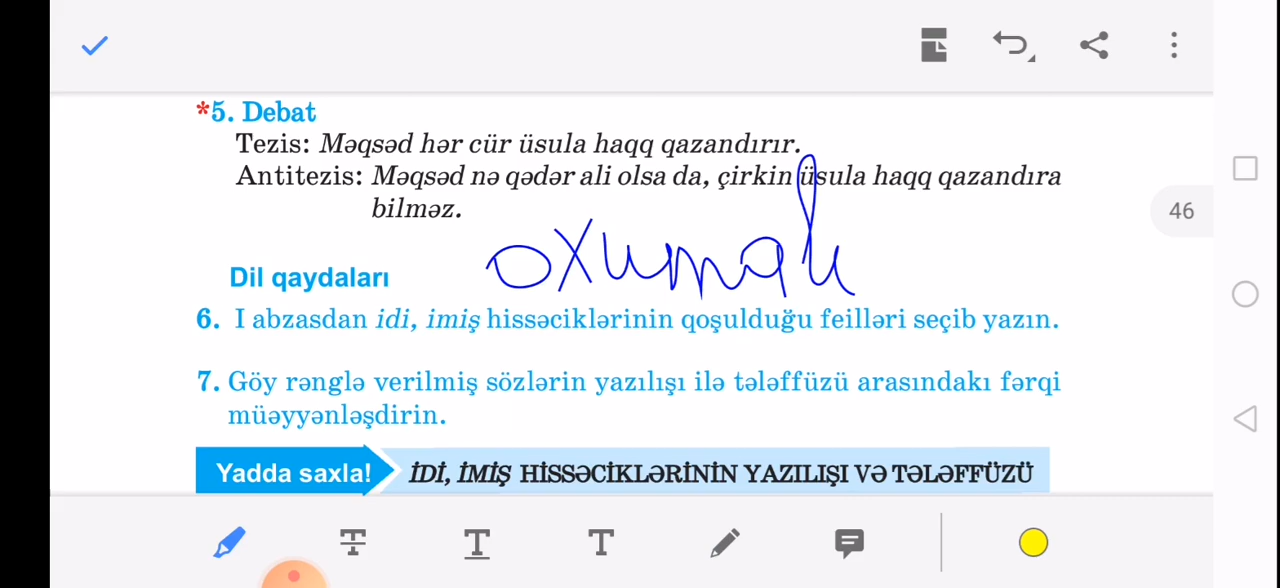 *5. Debat
Tezis: Məqsəd hər cür üsula haqq qazandırır.
Antitezis: Məqsəd nə qədər ali olsa da, çirkin üsula haqq qazandıra
bilməz.
46
oxumalı
Dil qaydaları
6. I abzasdan idi, imiş hissəciklərinin qoşulduğu feilləri seçib yazın.
7. Göy rənglə verilmiş sözlərin yazılışı ilə tələffüzü arasındakı fərqi
müəyyənləşdirin.
Yadda saxla! İDİ, İMİŞ HİSSƏCİKLƏRİNİN YAZILIŞI VƏ TƏLƏFFÜZÜ
T T T